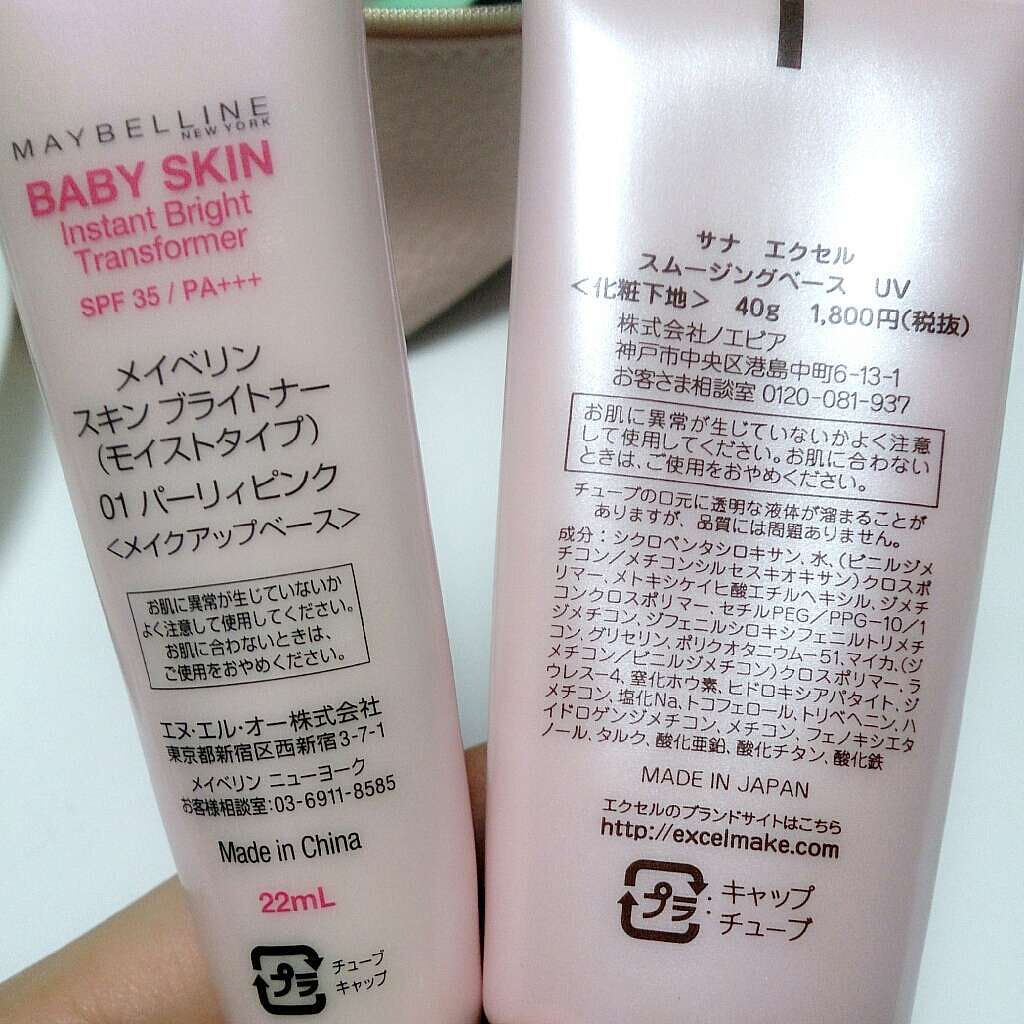 MAYBELLINE
NEW YORK
BABY SKIN
Instant Bright
Transformer
SPF 35 / PA+++
メイベリン
スキン ブライトナー
(モイストタイプ)
01 パーリィピンク
<メイクアップベース>
お肌に異常が生じていないか
よく注意して使用してください。
お肌に合わないときは、
ご使用をおやめください。
エヌ・エル・オー株式会社
東京都新宿区西新宿3-7-1
メイベリン ニューヨーク
お客様相談室:03-6911-8585
Made in China
22mL
プラ
チューブ
キャップ
サナ エクセル
スムージングベース UV
<化粧下地> 40g 1,800円(税抜)
株式会社ノエビア
神戸市中央区港島中町6-13-1
お客さま相談室 0120-081-937
お肌に異常が生じていないかよく注意
して使用してください。お肌に合わない
ときは、ご使用をおやめください。
チューブの口元に透明な液体が溜まることが
ありますが、品質には問題ありません。
成分：シクロペンタシロキサン、水、(ビニルジメ
チコン/メチコンシルセスキオキサン)クロスポ
リマー、メトキシケイヒ酸エチルヘキシル、ジメチ
コンクロスポリマー、セチルPEG/PPG-10/1
ジメチコン、ジフェニルシロキシフェニルトリメチ
コン、グリセリン、ポリクオタニウム-51、マイカ、(ジ
メチコン/ビニルジメチコン)クロスポリマー、ラ
ウレス-4、窒化ホウ素、ヒドロキシアパタイト、ジ
メチコン、塩化Na、トコフェロール、トリベヘニン、ハ
イドロゲンジメチコン、メチコン、フェノキシエタ
ノール、タルク、酸化亜鉛、酸化チタン、酸化鉄
MADE IN JAPAN
エクセルのブランドサイトはこちら
http://excelmake.com
プラ
:キャップ
チューブ